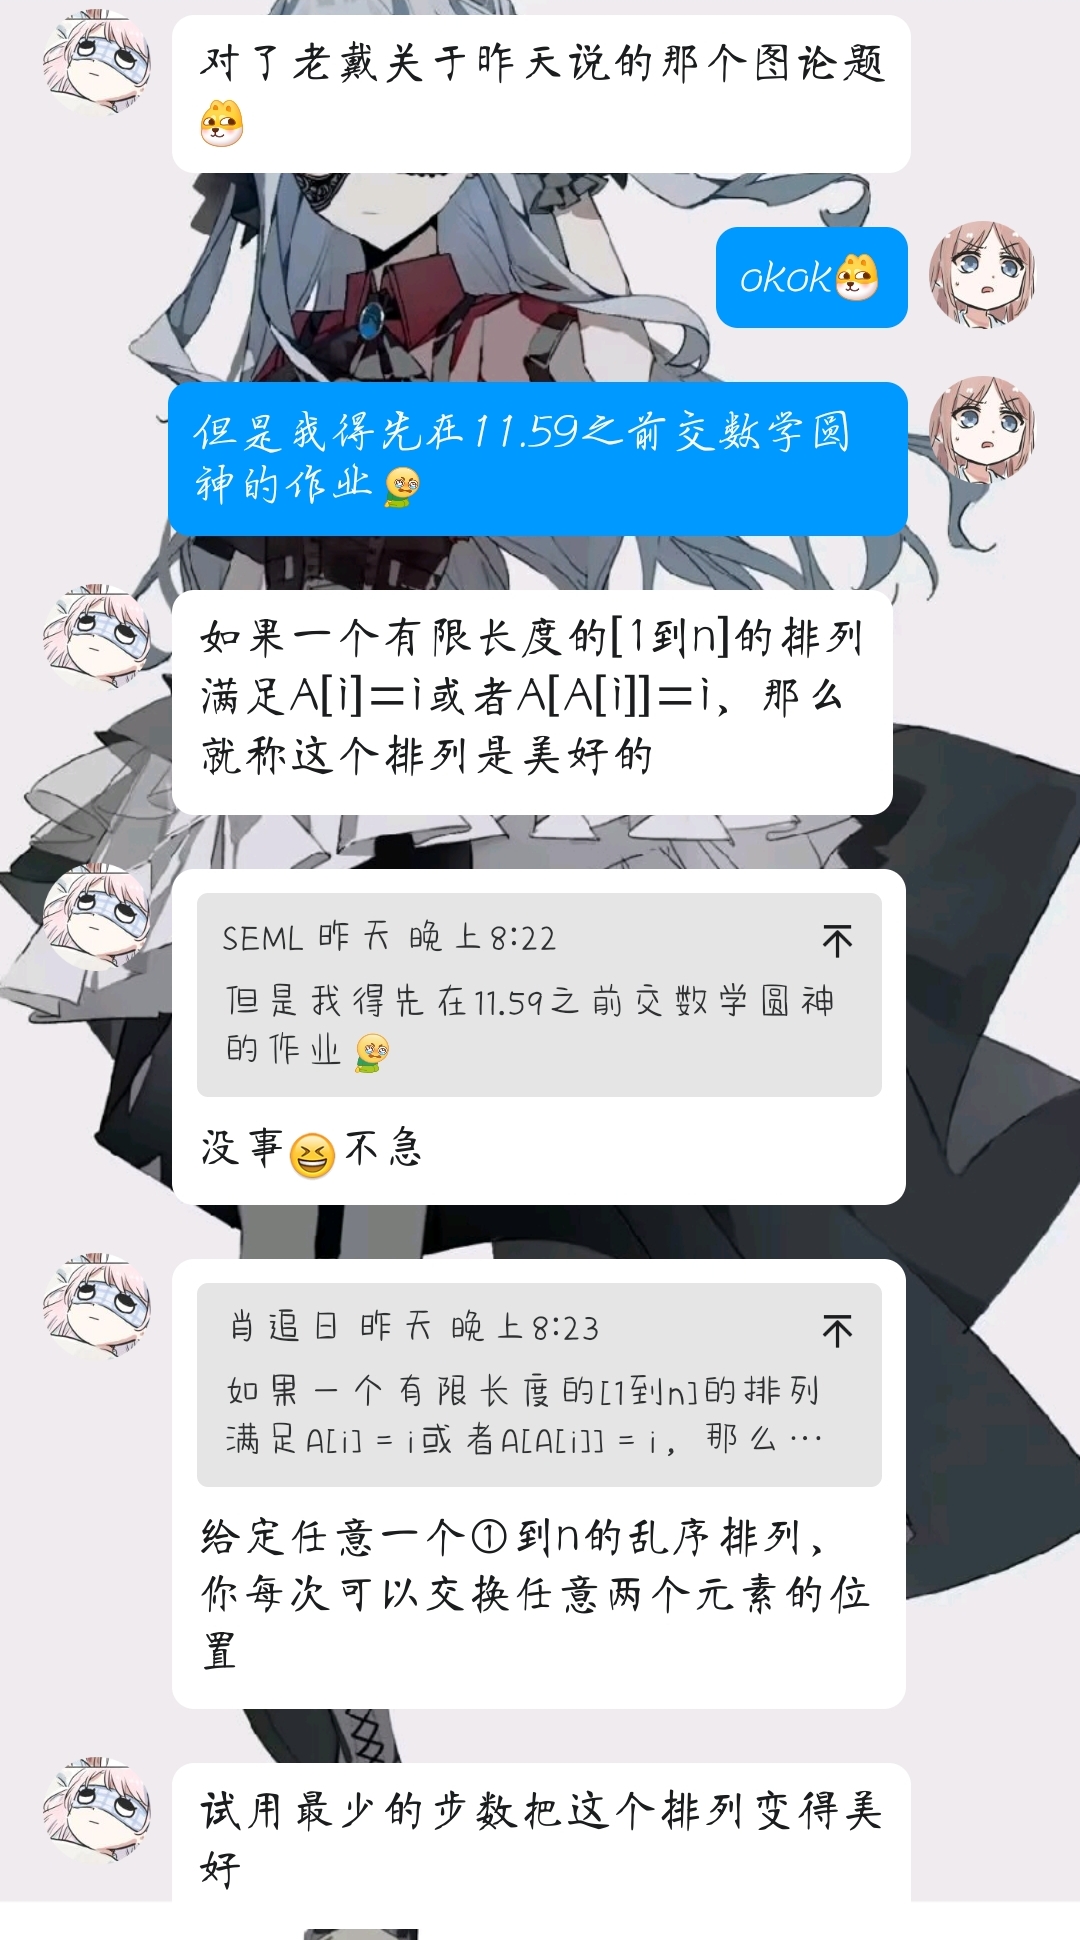 对了老戴关于昨天说的那个图论题
okok
但是我得先在11.59之前交数学圆
神的作业
如果一个有限长度的[1到n]的排列
满足A[i]=i或者A[A[i]]=i，那么
就称这个排列是美好的
SEML 昨天 晚上8:22
但是我得先在11.59之前交数学圆神
的作业
没事😆不急
肖追日 昨天 晚上8:23
如果一个有限长度的[1到n]的排列
满足A[i] = i或者A[A[i]] = i，那么…
给定任意一个①到n的乱序排列，
你每次可以交换任意两个元素的位
置
试用最少的步数把这个排列变得美
好